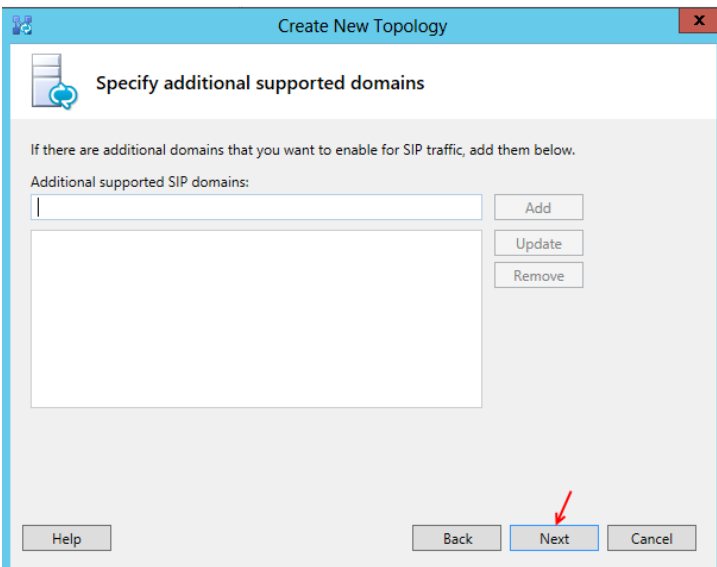 Create New Topology
x
Specify additional supported domains
If there are additional domains that you want to enable for SIP traffic, add them below.
Additional supported SIP domains:
Add
Update
Remove
Help
Back
Next
Cancel